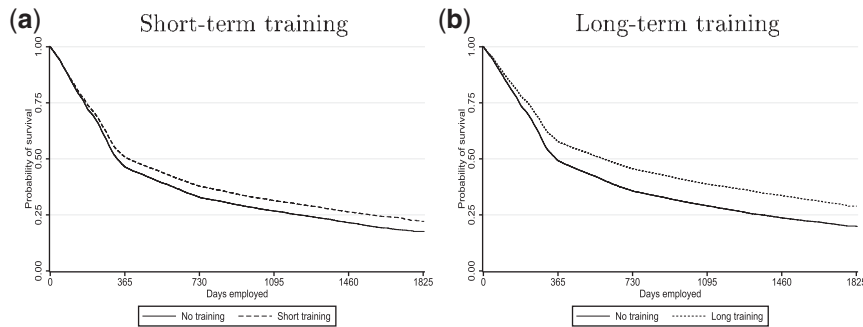 (a) Short-term training
Probability of survival
1.00
0.75
0.50
0.25
0.00
0 365 730 1095 1460 1825
Days employed
No training Short training
(b) Long-term training
Probability of survival
1.00
0.75
0.50
0.25
0.00
0 365 730 1095 1460 1825
Days employed
No training Long training